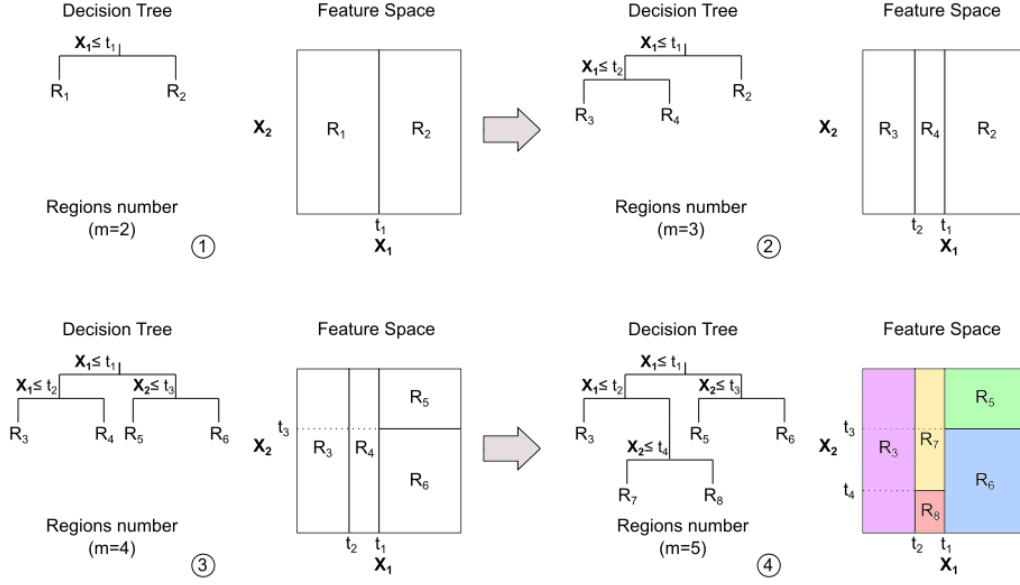 Decision Tree
Feature Space
X₁≤ t₁
R₁
R₂
X₂
R₁
R₂
t₁
X₁
Regions number
(m=2)
①
Decision Tree
Feature Space
X₁≤ t₁
X₁≤ t₂
R₃
R₄
R₂
X₂
R₃
R₄
R₂
t₂
t₁
X₁
Regions number
(m=3)
②
Decision Tree
Feature Space
X₁≤ t₁
X₁≤ t₂
X₂≤ t₃
R₃
R₄
R₅
R₆
t₃
X₂
R₃
R₄
R₅
R₆
t₂
t₁
X₁
Regions number
(m=4)
③
Decision Tree
Feature Space
X₁≤ t₁
X₁≤ t₂
X₂≤ t₃
R₃
R₅
R₆
X₂≤ t₄
R₇
R₈
t₃
X₂
t₄
R₃
R₇
R₅
R₆
R₈
t₂
t₁
X₁
Regions number
(m=5)
④